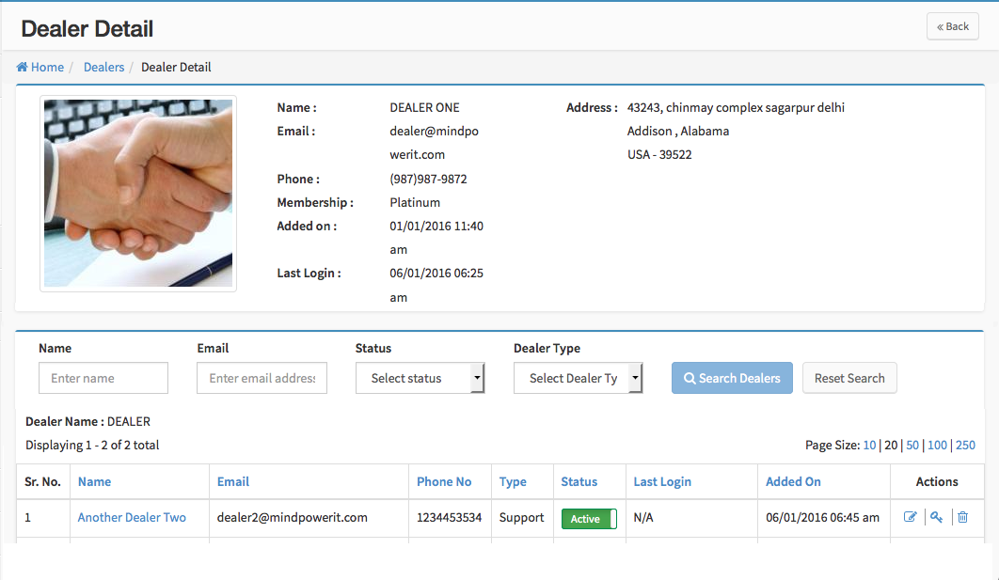 Dealer Detail
« Back
Home / Dealers / Dealer Detail
Name : DEALER ONE
Email : dealer@mindpo
werit.com
Phone : (987)987-9872
Membership : Platinum
Added on : 01/01/2016 11:40
am
Last Login : 06/01/2016 06:25
am
Address : 43243, chinmay complex sagarpur delhi
Addison , Alabama
USA - 39522
Name Email Status Dealer Type
Enter name Enter email address Select status Select Dealer Ty Search Dealers Reset Search
Dealer Name : DEALER
Displaying 1 - 2 of 2 total
Page Size: 10 | 20 | 50 | 100 | 250
Sr. No. Name Email Phone No Type Status Last Login Added On Actions
1 Another Dealer Two dealer2@mindpowerit.com 1234453534 Support Active N/A 06/01/2016 06:45 am